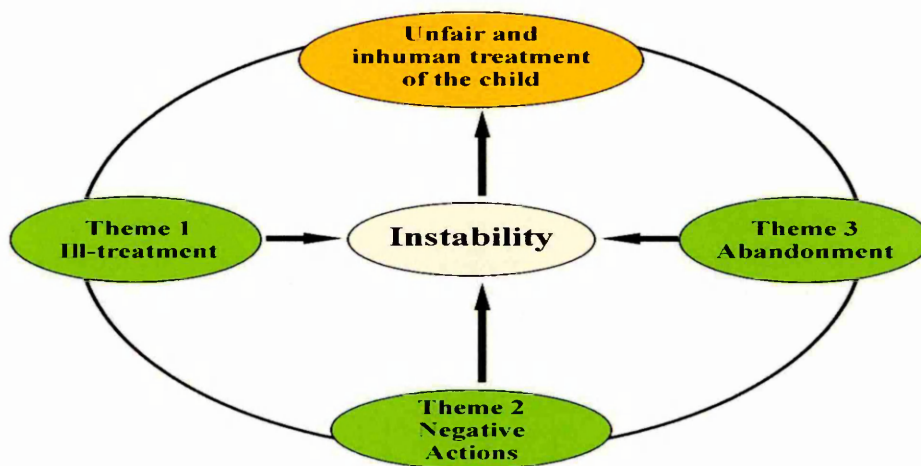 Unfair and
inhuman treatment
of the child
Theme 1
Ill-treatment
Instability
Theme 3
Abandonment
Theme 2
Negative
Actions